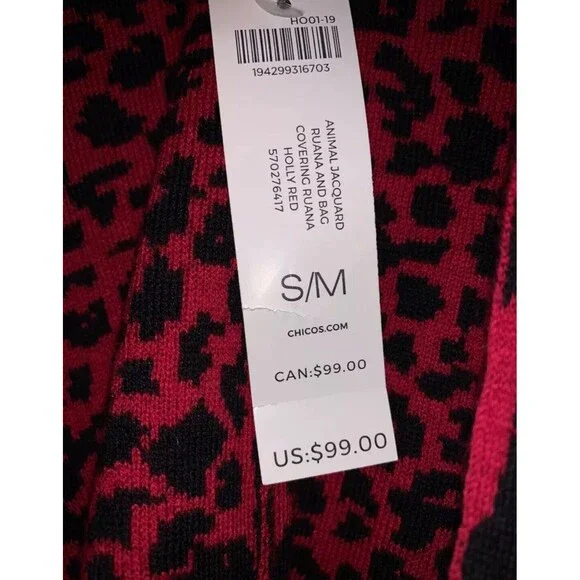 HO01-19
194299316703
ANIMAL JACQUARD
RUANA AND BAG
COVERING RUANA
HOLLY RED
570276417
S/M
CHICOS.COM
CAN:$99.00
US:$99.00